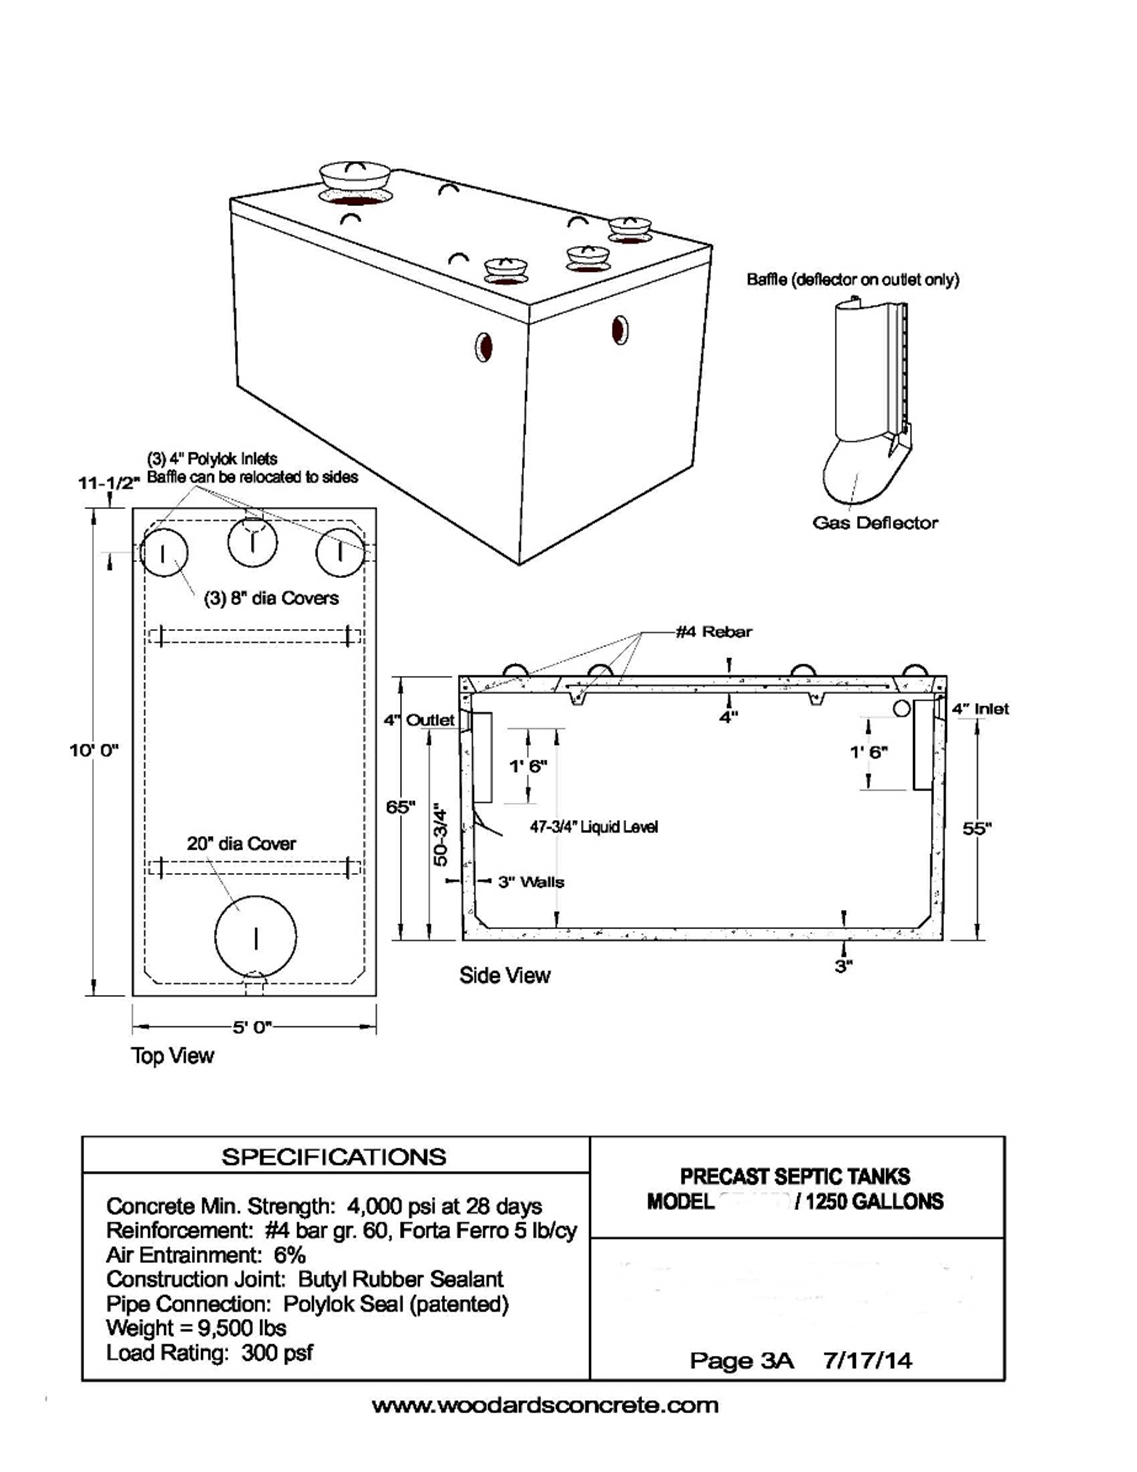 Baffle (deflector on outlet only)
Gas Deflector
(3) 4" Polylok Inlets
Baffle can be relocated to sides
11-1/2"
(3) 8" dia Covers
10' 0"
20" dia Cover
5' 0"
Top View
#4 Rebar
4" Outlet
4"
4" Inlet
1' 6"
1' 6"
65"
50-3/4"
47-3/4" Liquid Level
55"
3" Walls
3"
Side View
SPECIFICATIONS
Concrete Min. Strength: 4,000 psi at 28 days
Reinforcement: #4 bar gr. 60, Forta Ferro 5 lb/cy
Air Entrainment: 6%
Construction Joint: Butyl Rubber Sealant
Pipe Connection: Polylok Seal (patented)
Weight = 9,500 lbs
Load Rating: 300 psf
PRECAST SEPTIC TANKS
MODEL / 1250 GALLONS
Page 3A 7/17/14
www.woodardsconcrete.com